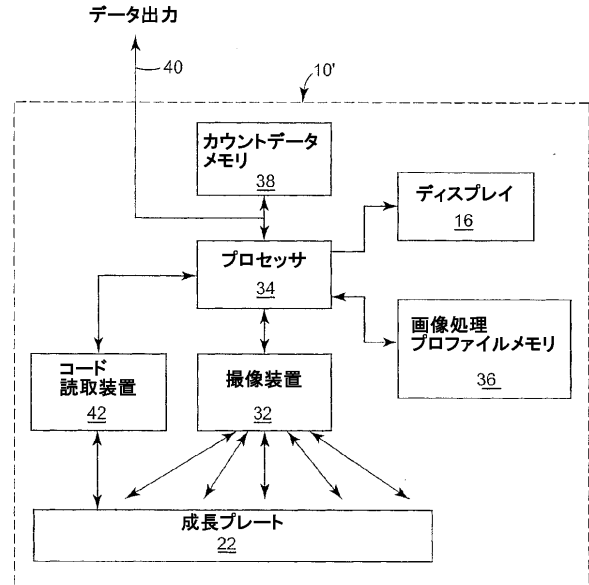 データ出力
40
10'
カウントデータ
メモリ
38
ディスプレイ
16
プロセッサ
34
画像処理
プロファイルメモリ
36
コード
読取装置
42
撮像装置
32
成長プレート
22